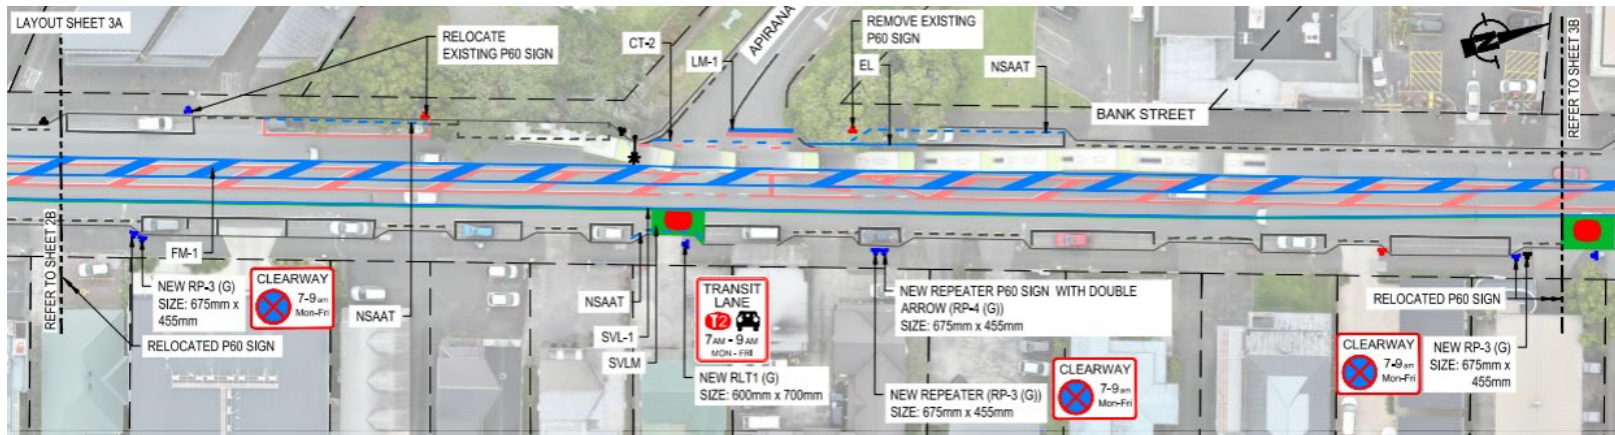 LAYOUT SHEET 3A
RELOCATE
EXISTING P60 SIGN
CT-2
LM-1
APIRANA
REMOVE EXISTING
P60 SIGN
EL
NSAAT
BANK STREET
N
REFER TO SHEET 3B
REFER TO SHEET 2B
FM-1
NEW RP-3 (G)
SIZE: 675mm x
455mm
CLEARWAY
7-9am
Mon-Fri
RELOCATED P60 SIGN
NSAAT
NSAAT
SVL-1
SVLM
TRANSIT
LANE
T2
7AM - 9AM
MON - FRI
NEW RLT1 (G)
SIZE: 600mm x 700mm
NEW REPEATER P60 SIGN WITH DOUBLE
ARROW (RP-4 (G))
SIZE: 675mm x 455mm
NEW REPEATER (RP-3 (G))
SIZE: 675mm x 455mm
CLEARWAY
7-9am
Mon-Fri
RELOCATED P60 SIGN
CLEARWAY
7-9am
Mon-Fri
NEW RP-3 (G)
SIZE: 675mm x
455mm